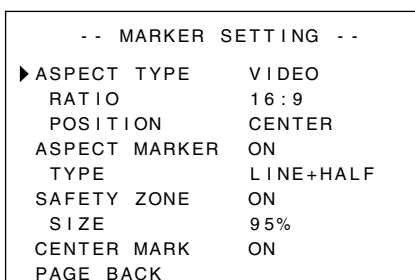 -- MARKER SETTING --
ASPECT TYPE VIDEO
RATIO 16:9
POSITION CENTER
ASPECT MARKER ON
TYPE LINE+HALF
SAFETY ZONE ON
SIZE 95%
CENTER MARK ON
PAGE BACK